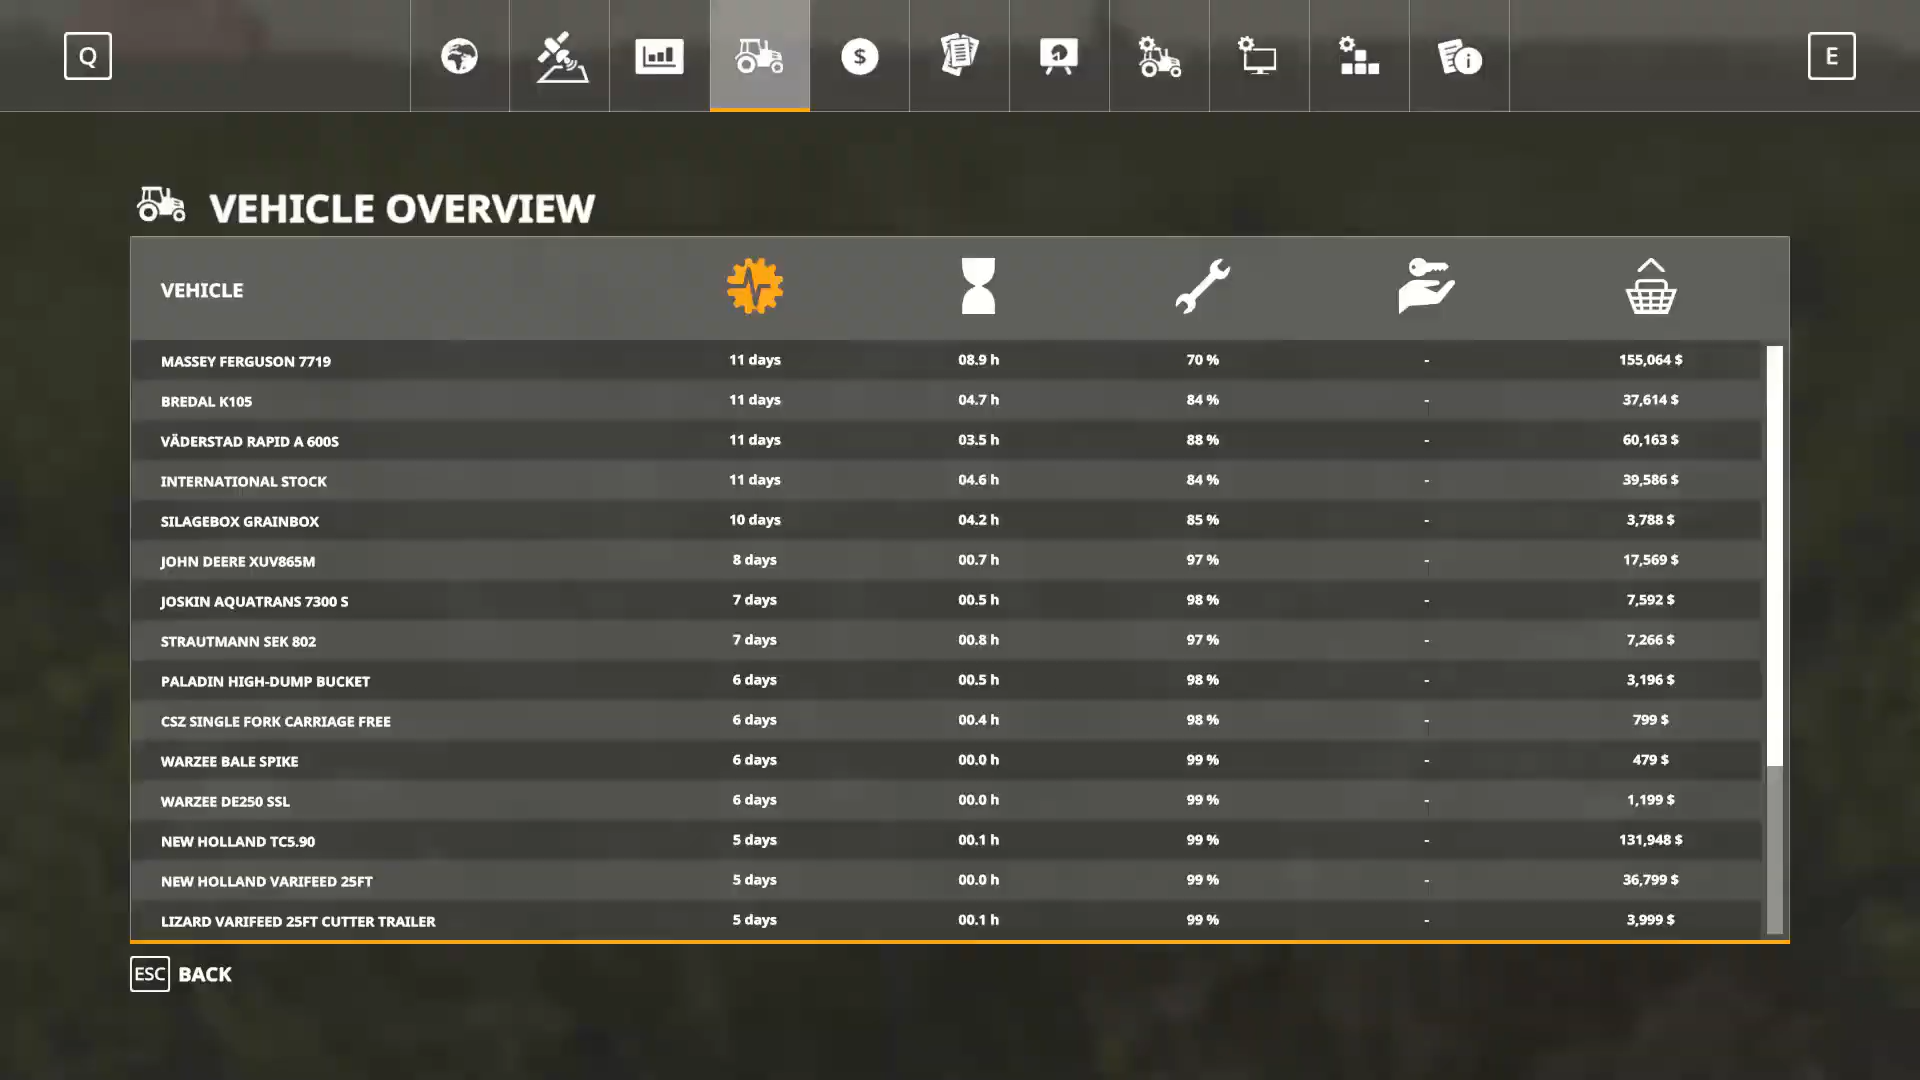 Q
$
i
E
VEHICLE OVERVIEW
VEHICLE
MASSEY FERGUSON 7719 11 days 08.9 h 70 % - 155,064 $
BREDAL K105 11 days 04.7 h 84 % - 37,614 $
VÄDERSTAD RAPID A 600S 11 days 03.5 h 88 % - 60,163 $
INTERNATIONAL STOCK 11 days 04.6 h 84 % - 39,586 $
SILAGEBOX GRAINBOX 10 days 04.2 h 85 % - 3,788 $
JOHN DEERE XUV865M 8 days 00.7 h 97 % - 17,569 $
JOSKIN AQUATRANS 7300 S 7 days 00.5 h 98 % - 7,592 $
STRAUTMANN SEK 802 7 days 00.8 h 97 % - 7,266 $
PALADIN HIGH-DUMP BUCKET 6 days 00.5 h 98 % - 3,196 $
CSZ SINGLE FORK CARRIAGE FREE 6 days 00.4 h 98 % - 799 $
WARZEE BALE SPIKE 6 days 00.0 h 99 % - 479 $
WARZEE DE250 SSL 6 days 00.0 h 99 % - 1,199 $
NEW HOLLAND TC5.90 5 days 00.1 h 99 % - 131,948 $
NEW HOLLAND VARIFEED 25FT 5 days 00.0 h 99 % - 36,799 $
LIZARD VARIFEED 25FT CUTTER TRAILER 5 days 00.1 h 99 % - 3,999 $
ESC BACK